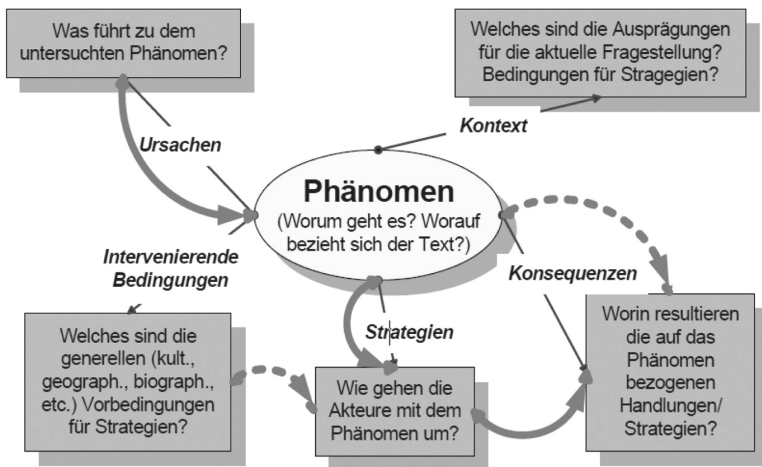 Was führt zu dem
untersuchten Phänomen?
Welches sind die Ausprägungen
für die aktuelle Fragestellung?
Bedingungen für Stragegien?
Ursachen
Kontext
Phänomen
(Worum geht es? Worauf
bezieht sich der Text?)
Intervenierende
Bedingungen
Konsequenzen
Strategien
Welches sind die
generellen (kult.,
geograph., biograph.,
etc.) Vorbedingungen
für Strategien?
Wie gehen die
Akteure mit dem
Phänomen um?
Worin resultieren
die auf das
Phänomen
bezogenen
Handlungen/
Strategien?